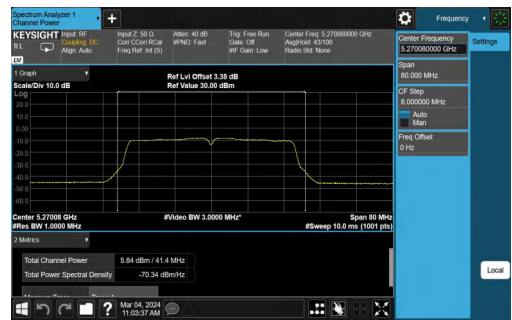 Spectrum Analyzer 1
Channel Power
+
Frequency
KEYSIGHT
Input: RF
Coupling: DC
Align: Auto
RL
LXI
Input Z: 50 Ω
Corr CCorr RCal
Freq Ref: Int (S)
Atten: 40 dB
#PNO: Fast
Trig: Free Run
Gate: Off
#IF Gain: Low
Center Freq: 5.270080000 GHz
Avg|Hold: 43/100
Radio Std: None
Center Frequency
5.270080000 GHz
Settings
Span
80.000 MHz
CF Step
8.000000 MHz
Auto
Man
Freq Offset
0 Hz
Local
1 Graph
Scale/Div 10.0 dB
Ref Lvl Offset 3.38 dB
Ref Value 30.00 dBm
Log
20.0
10.0
0.00
-10.0
-20.0
-30.0
-40.0
-50.0
-60.0
Center 5.27008 GHz
#Res BW 1.0000 MHz
#Video BW 3.0000 MHz*
Span 80 MHz
#Sweep 10.0 ms (1001 pts)
2 Metrics
Total Channel Power 5.84 dBm / 41.4 MHz
Total Power Spectral Density -70.34 dBm/Hz
?
Mar 04, 2024
11:03:37 AM